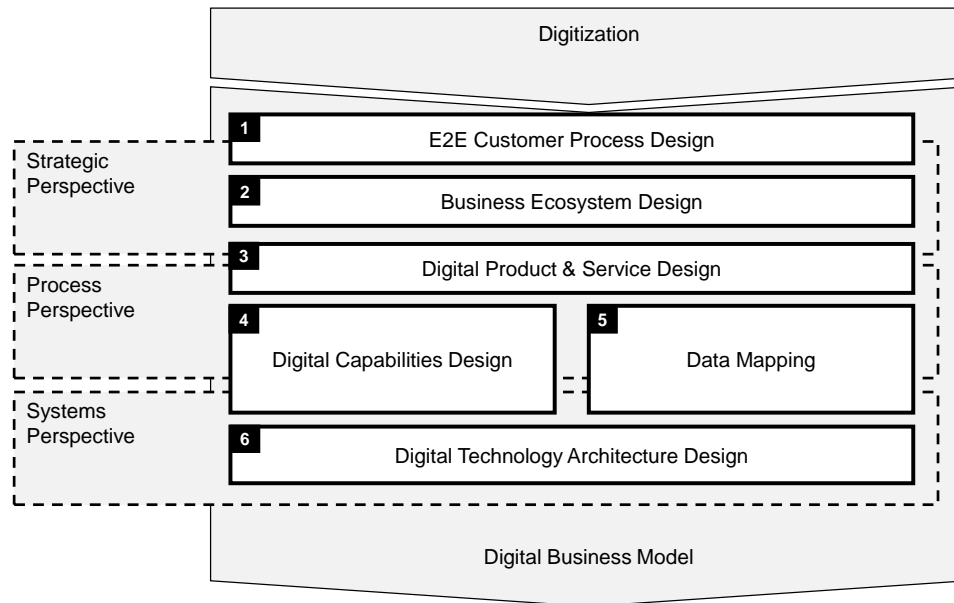 Digitization
1
E2E Customer Process Design
Strategic
Perspective
2
Business Ecosystem Design
3
Digital Product & Service Design
Process
Perspective
4
Digital Capabilities Design
5
Data Mapping
Systems
Perspective
6
Digital Technology Architecture Design
Digital Business Model